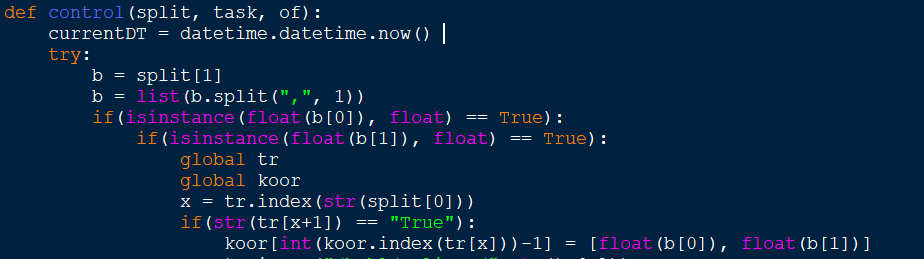 def control(split, task, of):
    currentDT = datetime.datetime.now()
    try:
        b = split[1]
        b = list(b.split(",", 1))
        if(isinstance(float(b[0]), float) == True):
            if(isinstance(float(b[1]), float) == True):
                global tr
                global koor
                x = tr.index(str(split[0]))
                if(str(tr[x+1]) == "True"):
                    koor[int(koor.index(tr[x]))-1] = [float(b[0]), float(b[1])]